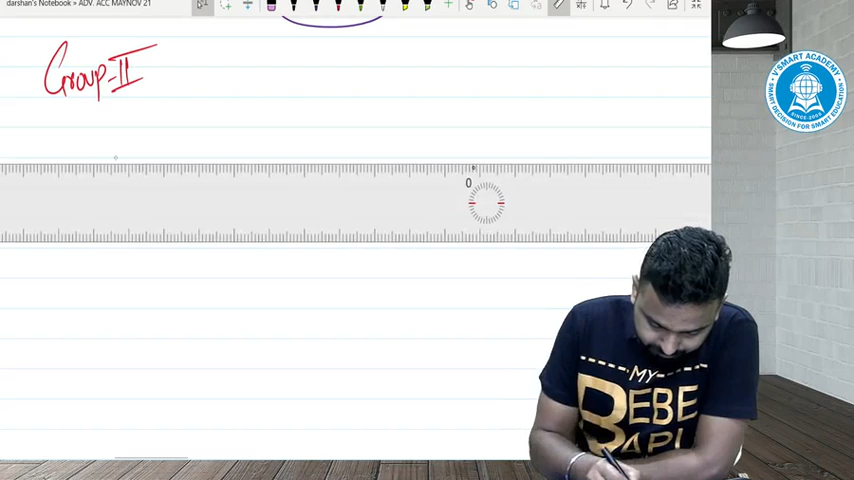 darshan's Notebook » ADV. ACC MAYNOV 21
Group-II
0
V'SMART ACADEMY
SMART DECISION FOR SMART EDUCATION
SINCE-2003
MY
BEBE
BAPU